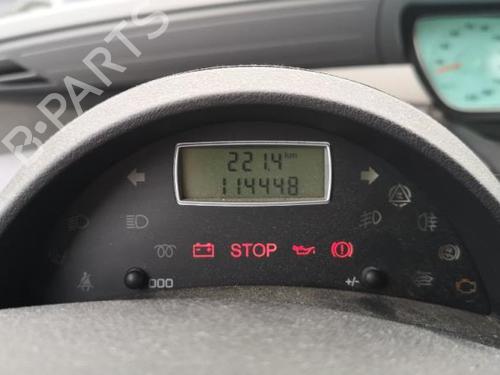 B-PARTS
221.4 km
114448
STOP
000
+/-